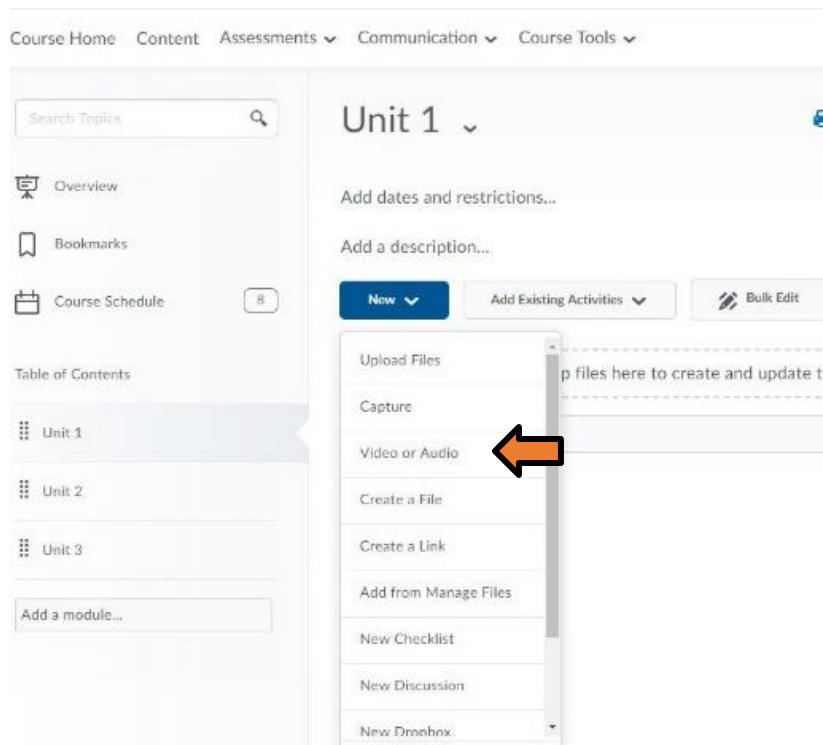 Course Home Content Assessments Communication Course Tools
Search Topics
Overview
Bookmarks
Course Schedule 8
Table of Contents
Unit 1
Unit 2
Unit 3
Add a module...
Unit 1
Add dates and restrictions...
Add a description...
New Add Existing Activities Bulk Edit
p files here to create and update t
Upload Files
Capture
Video or Audio
Create a File
Create a Link
Add from Manage Files
New Checklist
New Discussion
New Dropbox